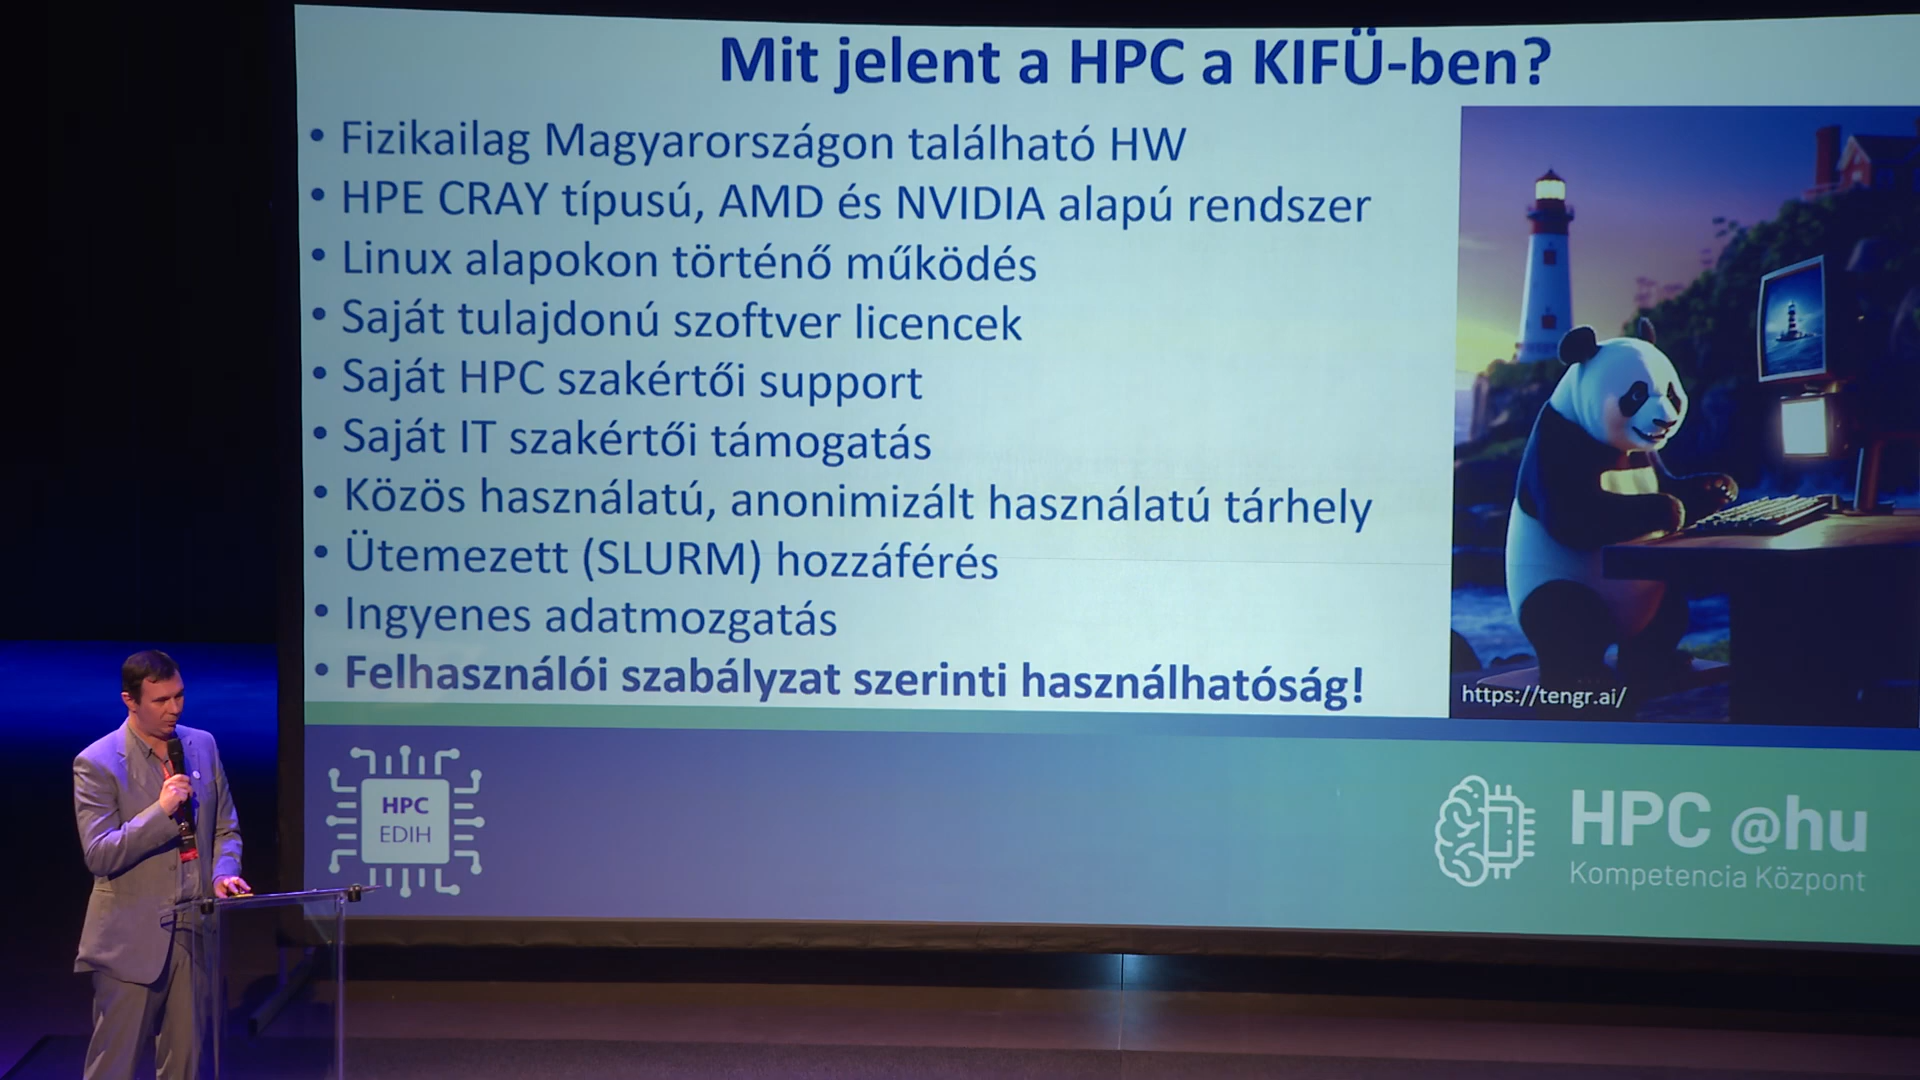 Mit jelent a HPC a KIFÜ-ben?
• Fizikailag Magyarországon található HW
• HPE CRAY típusú, AMD és NVIDIA alapú rendszer
• Linux alapokon történő működés
• Saját tulajdonú szoftver licencek
• Saját HPC szakértői support
• Saját IT szakértői támogatás
• Közös használatú, anonimizált használatú tárhely
• Ütemezett (SLURM) hozzáférés
• Ingyenes adatmozgatás
• Felhasználói szabályzat szerinti használhatóság!
https://tengr.ai/
HPC
EDIH
HPC @hu
Kompetencia Központ